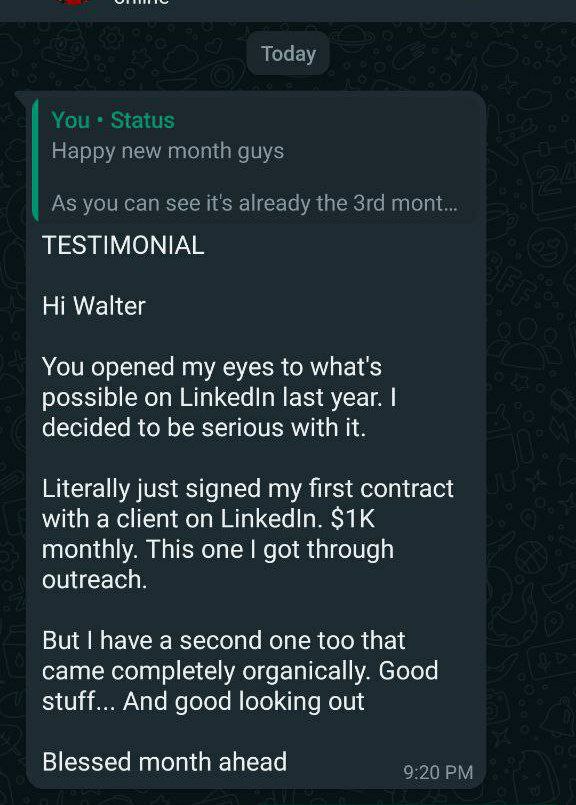 online
Today
You • Status
Happy new month guys
As you can see it's already the 3rd mont...
TESTIMONIAL
Hi Walter
You opened my eyes to what's
possible on LinkedIn last year. I
decided to be serious with it.
Literally just signed my first contract
with a client on LinkedIn. $1K
monthly. This one I got through
outreach.
But I have a second one too that
came completely organically. Good
stuff... And good looking out
Blessed month ahead
9:20 PM